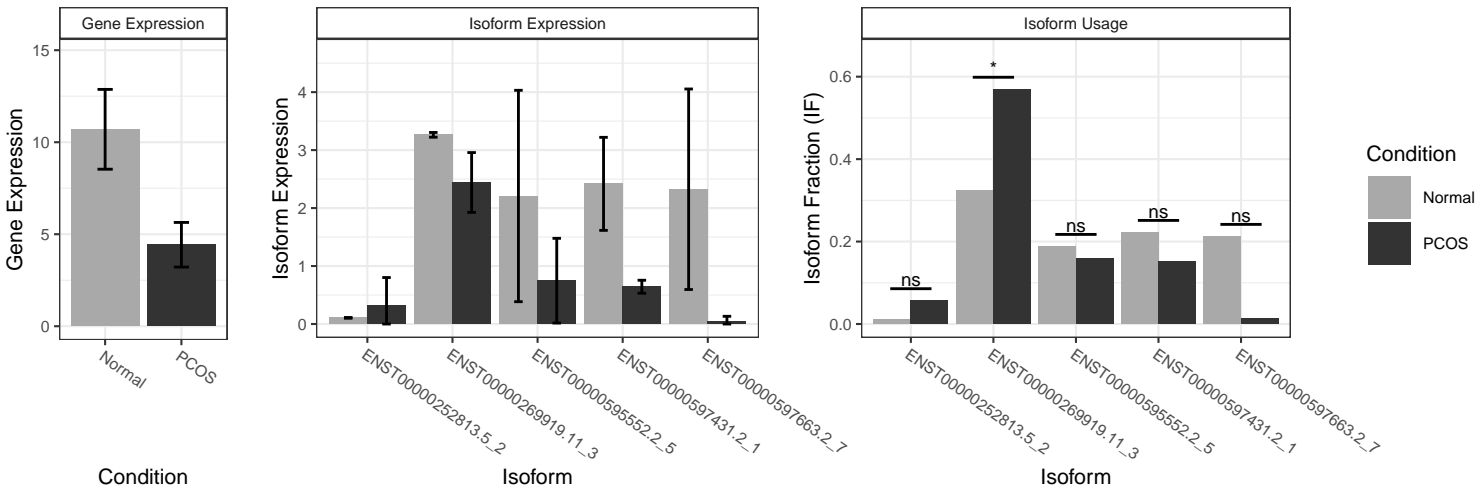 Gene Expression
Isoform Expression
Isoform Usage
Gene Expression
15
10
5
0
Normal
PCOS
Condition
Isoform Expression
4
3
2
1
0
ENST00000252813.5_2
ENST00000269919.11_3
ENST00000595552.2_5
ENST00000597431.2_1
ENST00000597663.2_7
Isoform
Isoform Fraction (IF)
0.6
0.4
0.2
0.0
ns
*
ns
ns
ns
ENST00000252813.5_2
ENST00000269919.11_3
ENST00000595552.2_5
ENST00000597431.2_1
ENST00000597663.2_7
Isoform
Condition
Normal
PCOS